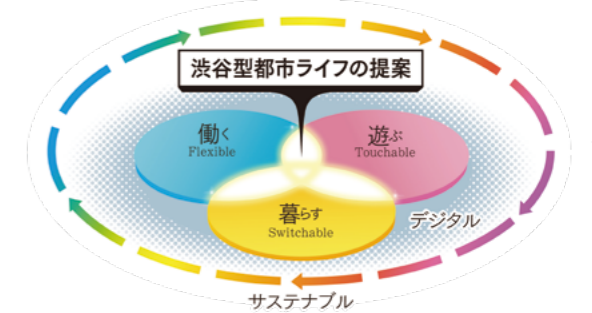 渋谷型都市ライフの提案
働く
Flexible
遊ぶ
Touchable
暮らす
Switchable
デジタル
サステナブル